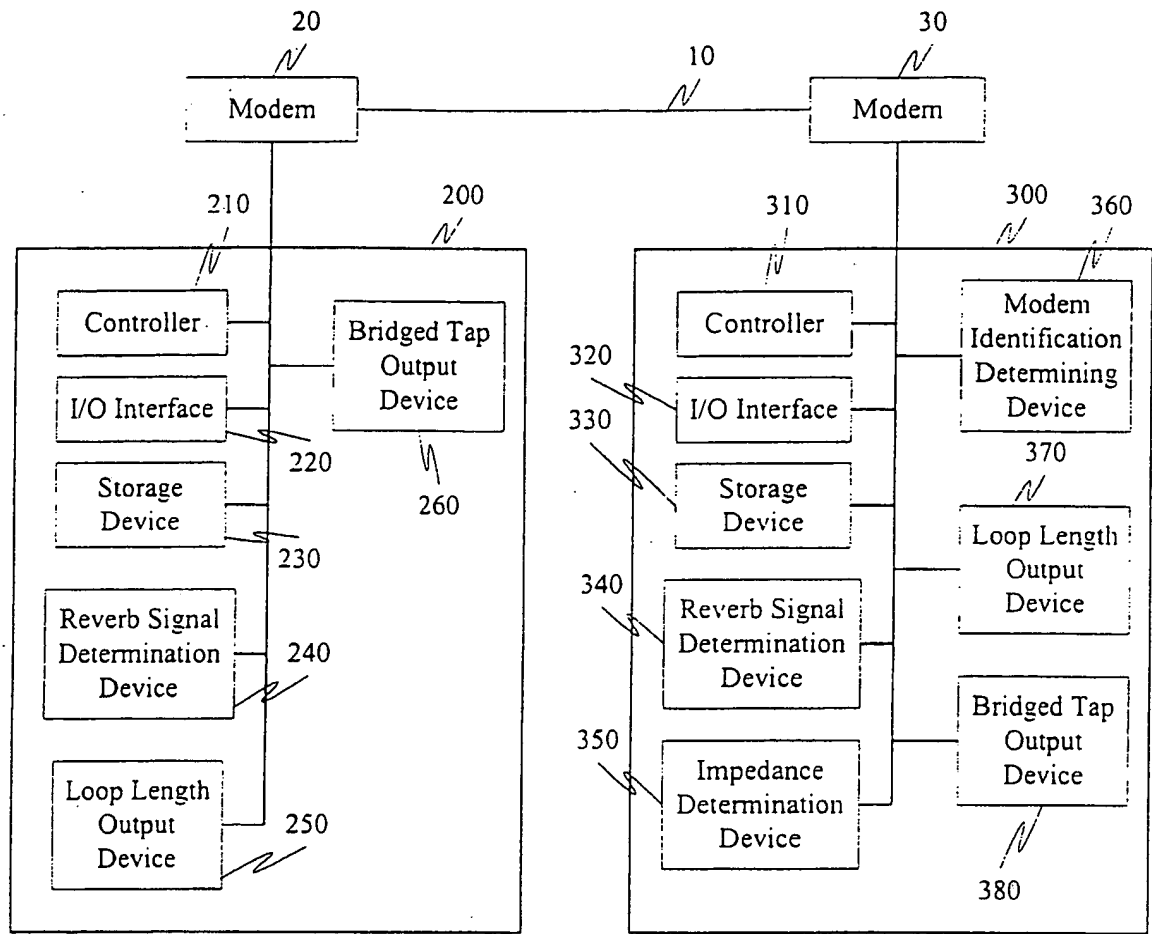 20
30
10
Modem
Modem
210
200
310
300
360
Controller
Bridged Tap
Output
Device
I/O Interface
220
260
Storage
Device
230
Reverb Signal
Determination
Device
240
Loop Length
Output
Device
250
Controller
Modem
Identification
Determining
Device
320
I/O Interface
330
370
Storage
Device
Loop Length
Output
Device
340
Reverb Signal
Determination
Device
Bridged Tap
Output
Device
350
Impedance
Determination
Device
380